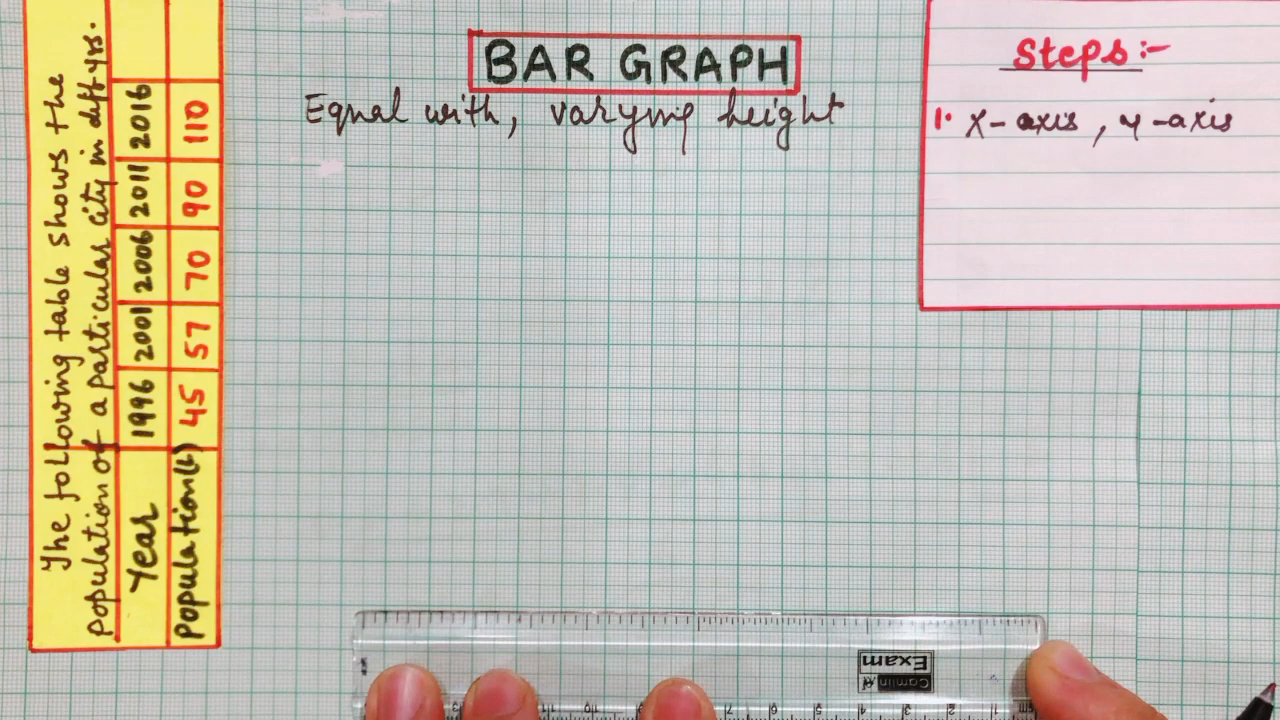 BAR GRAPH
Equal with, varying height
Steps:-
1. X-axis, y-axis
The following table shows the
population of a particular city in diff yrs.
Year 1996 2001 2006 2011 2016
Population(L) 45 57 70 90 110
Exam
Camlin